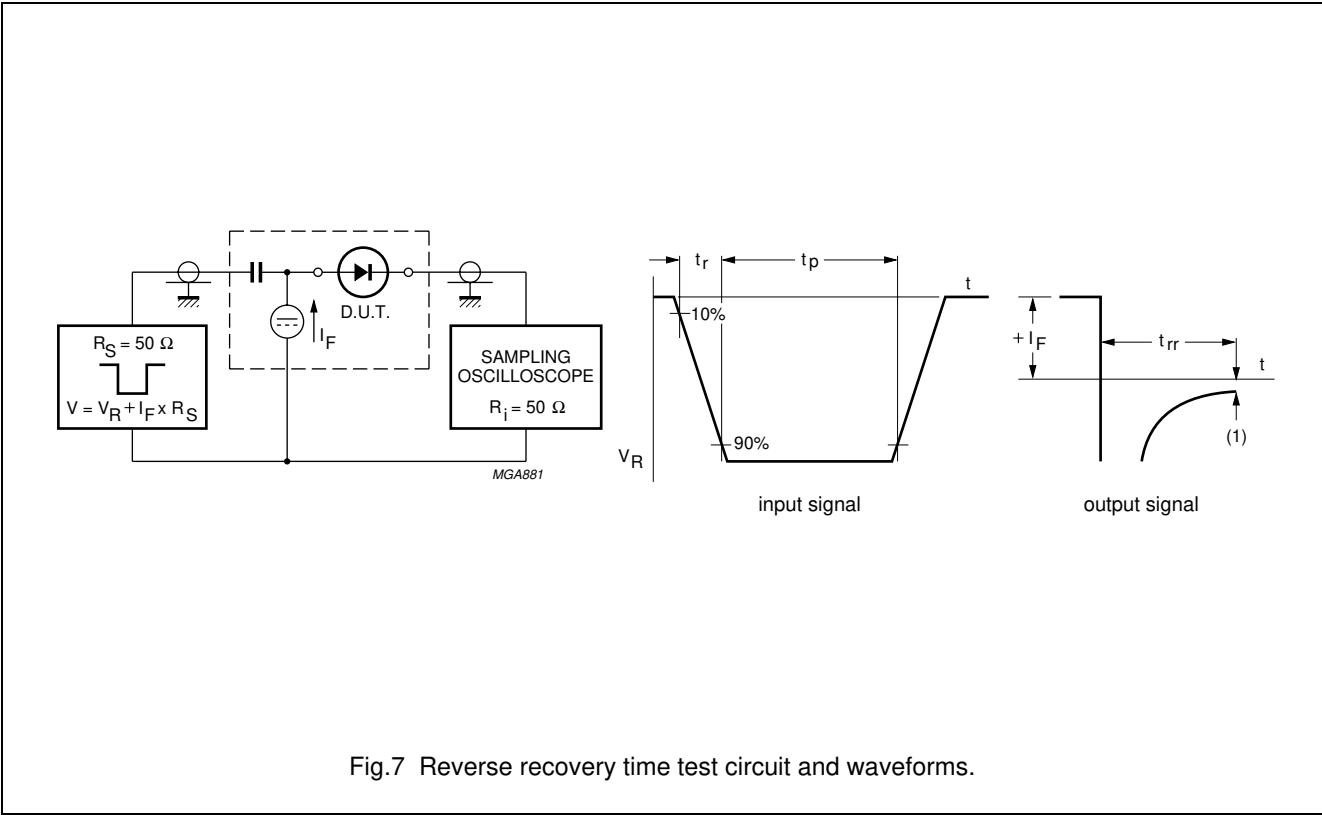 R_S = 50 Ω
V = V_R + I_F x R_S
I_F
D.U.T.
SAMPLING
OSCILLOSCOPE
R_i = 50 Ω
MGA881
t_r
t_p
t
10%
90%
V_R
input signal
+ I_F
t_rr
t
(1)
output signal
Fig.7 Reverse recovery time test circuit and waveforms.